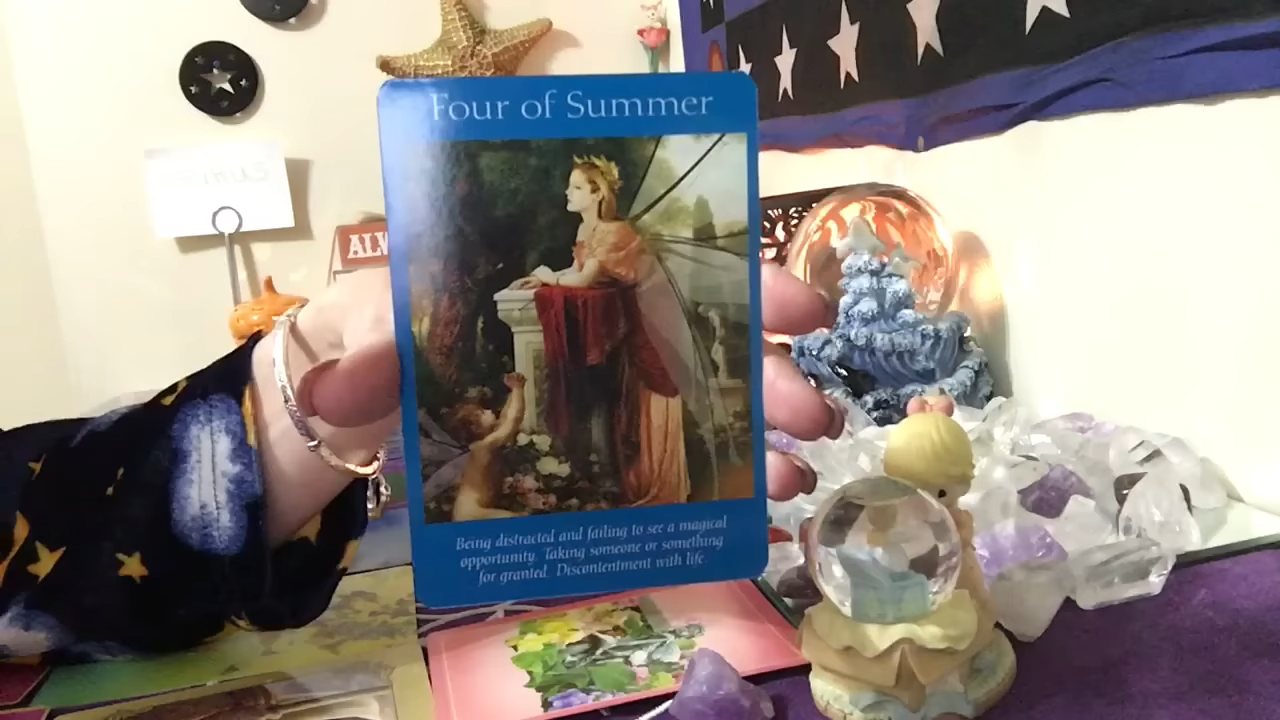 Four of Summer
ALW
Being distracted and failing to see a magical
opportunity. Taking someone or something
for granted. Discontentment with life.